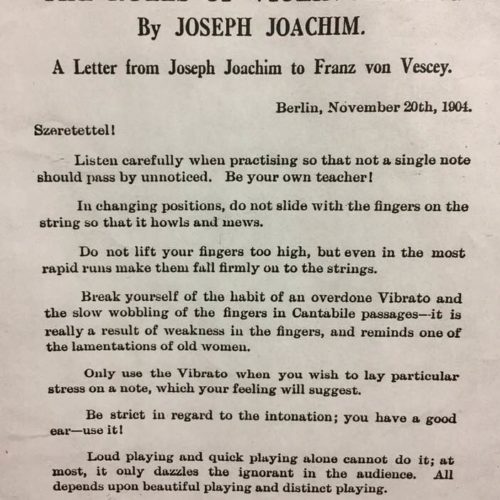 By JOSEPH JOACHIM.
A Letter from Joseph Joachim to Franz von Vescey.
Berlin, November 20th, 1904.
Szeretettel!
Listen carefully when practising so that not a single note
should pass by unnoticed. Be your own teacher!
In changing positions, do not slide with the fingers on the
string so that it howls and mews.
Do not lift your fingers too high, but even in the most
rapid runs make them fall firmly on to the strings.
Break yourself of the habit of an overdone Vibrato and
the slow wobbling of the fingers in Cantabile passages—it is
really a result of weakness in the fingers, and reminds one of
the lamentations of old women.
Only use the Vibrato when you wish to lay particular
stress on a note, which your feeling will suggest.
Be strict in regard to the intonation; you have a good
ear—use it!
Loud playing and quick playing alone cannot do it; at
most, it only dazzles the ignorant in the audience. All
depends upon beautiful playing and distinct playing.